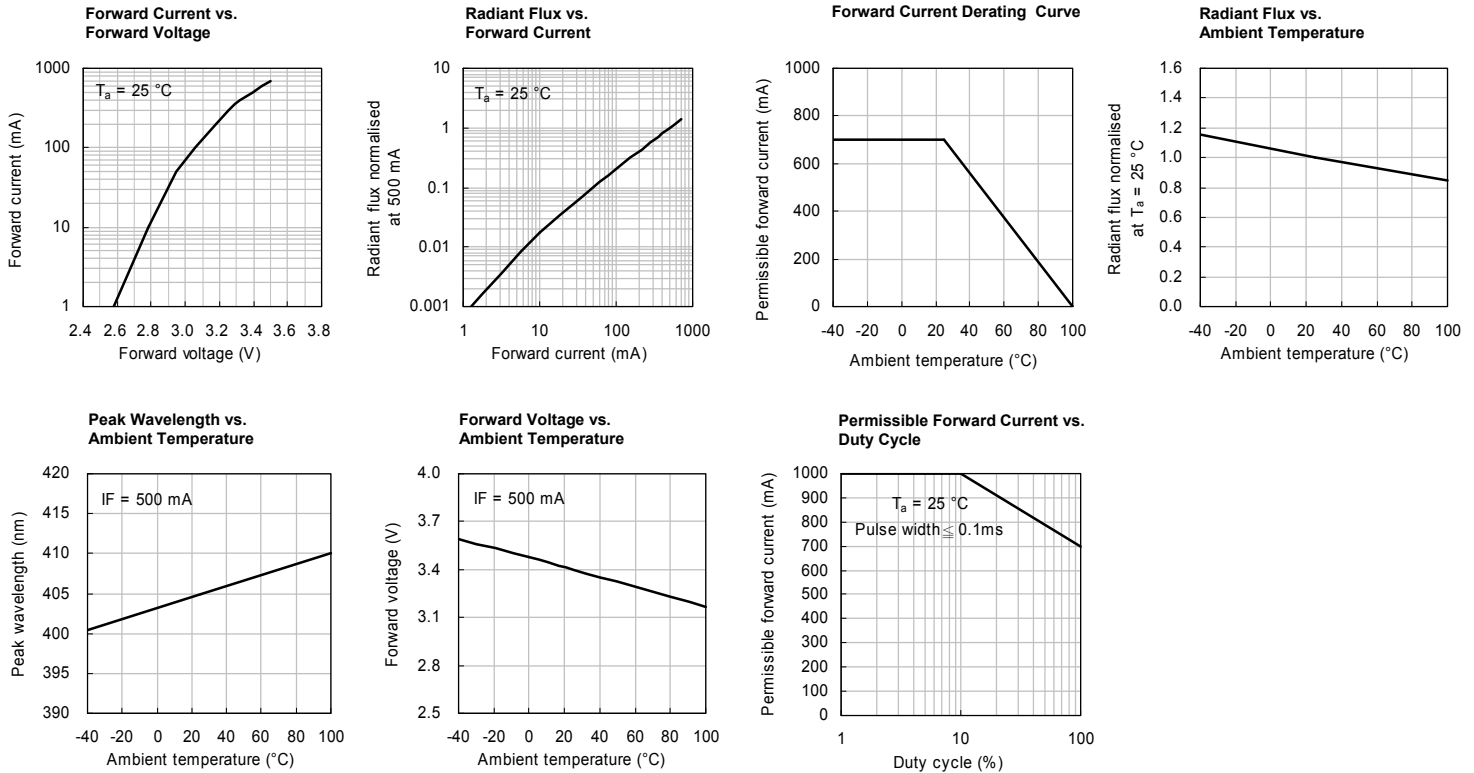 Forward Current vs.
Forward Voltage
1000
100
10
1
Forward current (mA)
Ta = 25 °C
2.4 2.6 2.8 3.0 3.2 3.4 3.6 3.8
Forward voltage (V)
Radiant Flux vs.
Forward Current
10
1
0.1
0.01
0.001
Radiant flux normalised
at 500 mA
Ta = 25 °C
1 10 100 1000
Forward current (mA)
Forward Current Derating Curve
1000
800
600
400
200
0
Permissible forward current (mA)
-40 -20 0 20 40 60 80 100
Ambient temperature (°C)
Radiant Flux vs.
Ambient Temperature
1.6
1.4
1.2
1.0
0.8
0.6
0.4
0.2
0.0
Radiant flux normalised
at Ta = 25 °C
-40 -20 0 20 40 60 80 100
Ambient temperature (°C)
Peak Wavelength vs.
Ambient Temperature
420
415
410
405
400
395
390
Peak wavelength (nm)
IF = 500 mA
-40 -20 0 20 40 60 80 100
Ambient temperature (°C)
Forward Voltage vs.
Ambient Temperature
4.0
3.7
3.4
3.1
2.8
2.5
Forward voltage (V)
IF = 500 mA
-40 -20 0 20 40 60 80 100
Ambient temperature (°C)
Permissible Forward Current vs.
Duty Cycle
1000
900
800
700
600
500
400
300
200
100
0
Permissible forward current (mA)
Ta = 25 °C
Pulse width ≦ 0.1ms
1 10 100
Duty cycle (%)